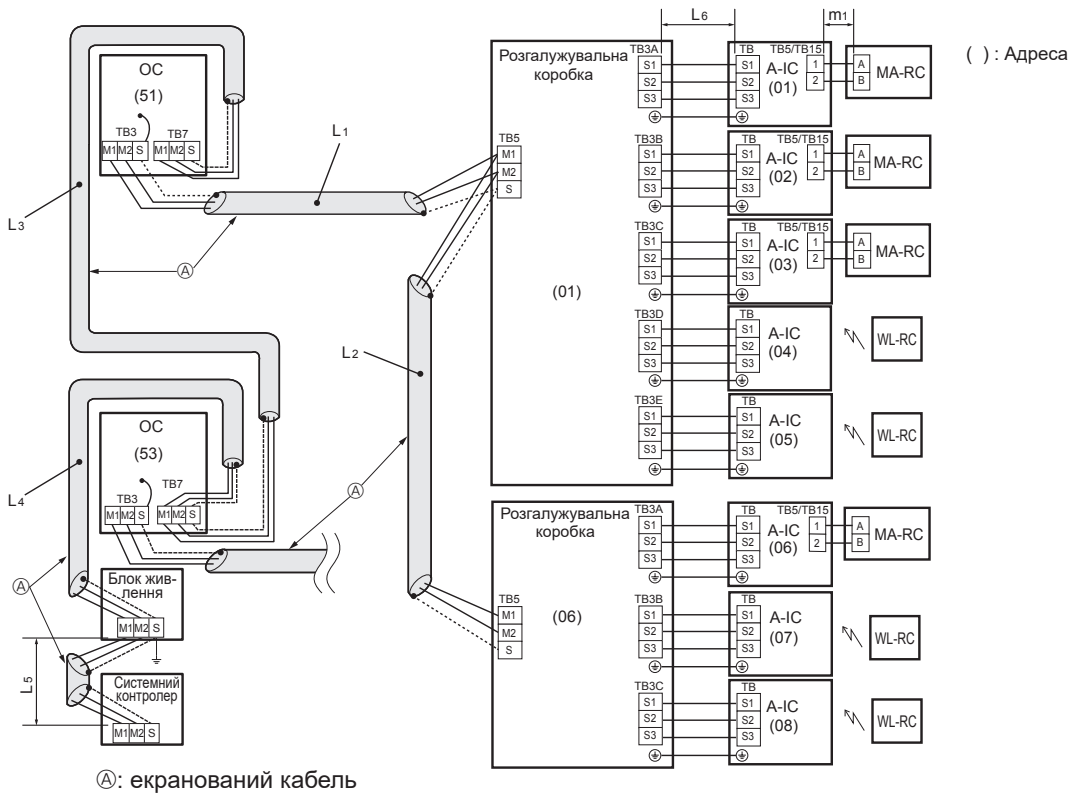 ( ) : Адреса
L6
m1
Розгалужувальна
коробка
TB3A
S1
S2
S3
TB TB5/TB15
S1
S2
S3
A-IC
(01)
1
2
A
B
MA-RC
OC
(51)
TB3 TB7
M1 M2 S M1 M2 S
L1
L3
TB5
M1
M2
S
TB3B
S1
S2
S3
TB TB5/TB15
S1
S2
S3
A-IC
(02)
1
2
A
B
MA-RC
TB3C
S1
S2
S3
TB TB5/TB15
S1
S2
S3
A-IC
(03)
1
2
A
B
MA-RC
Ⓐ
(01)
TB3D
S1
S2
S3
TB
S1
S2
S3
A-IC
(04)
WL-RC
L2
TB3E
S1
S2
S3
TB
S1
S2
S3
A-IC
(05)
WL-RC
OC
(53)
TB3 TB7
M1 M2 S M1 M2 S
L4
Ⓐ
Розгалужувальна
коробка
TB3A
S1
S2
S3
TB TB5/TB15
S1
S2
S3
A-IC
(06)
1
2
A
B
MA-RC
Ⓐ
Блок жив-
лення
M1 M2 S
TB5
M1
M2
S
(06)
TB3B
S1
S2
S3
TB
S1
S2
S3
A-IC
(07)
WL-RC
L5
Системний
контролер
M1 M2 S
TB3C
S1
S2
S3
TB
S1
S2
S3
A-IC
(08)
WL-RC
Ⓐ: екранований кабель